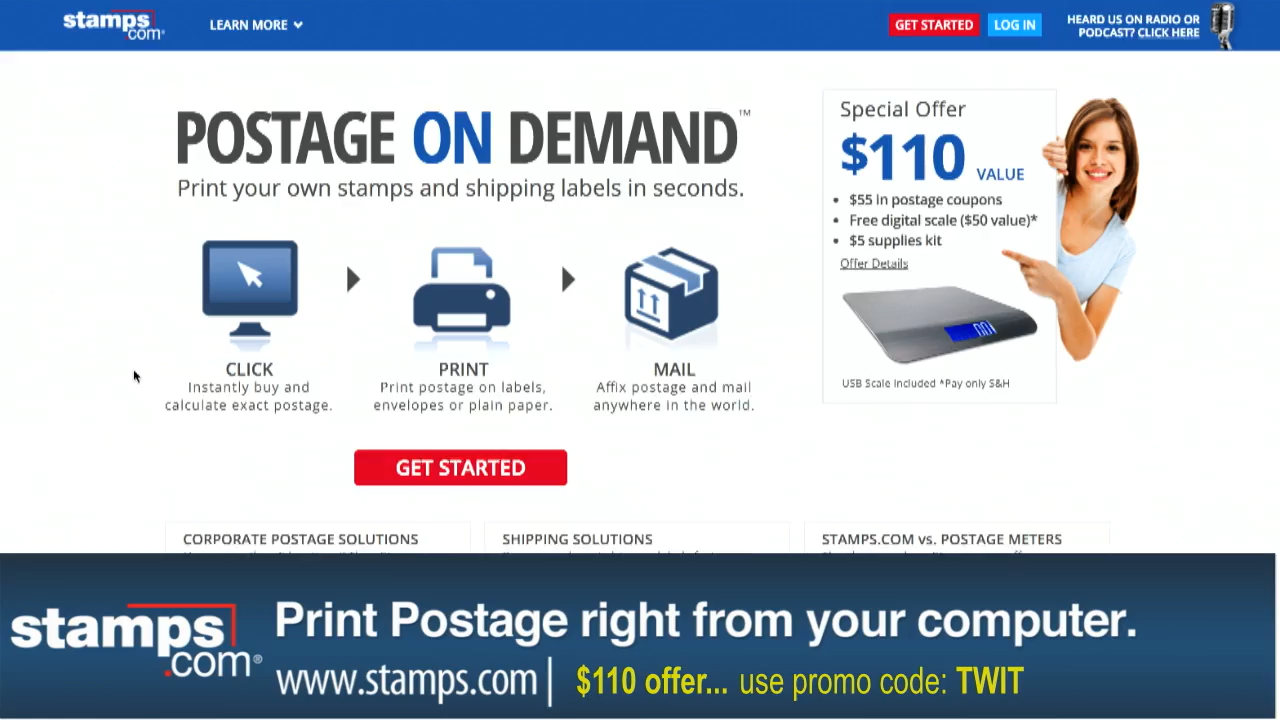 stamps.com
LEARN MORE
GET STARTED
LOG IN
HEARD US ON RADIO OR
PODCAST? CLICK HERE
POSTAGE ON DEMAND™
Print your own stamps and shipping labels in seconds.
CLICK
Instantly buy and
calculate exact postage.
PRINT
Print postage on labels,
envelopes or plain paper.
MAIL
Affix postage and mail
anywhere in the world.
GET STARTED
Special Offer
$110 VALUE
• $55 in postage coupons
• Free digital scale ($50 value)*
• $5 supplies kit
Offer Details
0.0
USB Scale Included *Pay only S&H
CORPORATE POSTAGE SOLUTIONS
SHIPPING SOLUTIONS
STAMPS.COM vs. POSTAGE METERS
stamps.com®
Print Postage right from your computer.
www.stamps.com | $110 offer... use promo code: TWIT